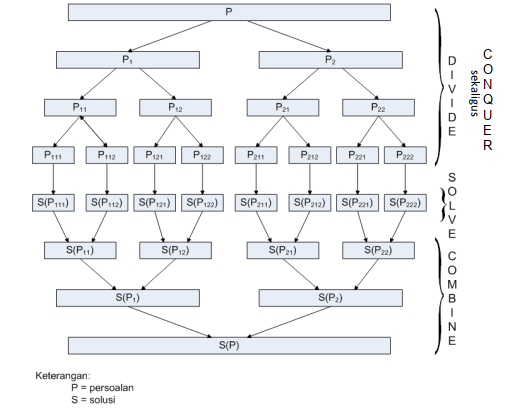 P
P₁ P₂
P₁₁ P₁₂ P₂₁ P₂₂
P₁₁₁ P₁₁₂ P₁₂₁ P₁₂₂ P₂₁₁ P₂₁₂ P₂₂₁ P₂₂₂
S(P₁₁₁) S(P₁₁₂) S(P₁₂₁) S(P₁₂₂) S(P₂₁₁) S(P₂₁₂) S(P₂₂₁) S(P₂₂₂)
S(P₁₁) S(P₁₂) S(P₂₁) S(P₂₂)
S(P₁) S(P₂)
S(P)
DIVIDE
sekaligus
CONQUER
SOLVE
COMBINE
Keterangan:
P = persoalan
S = solusi